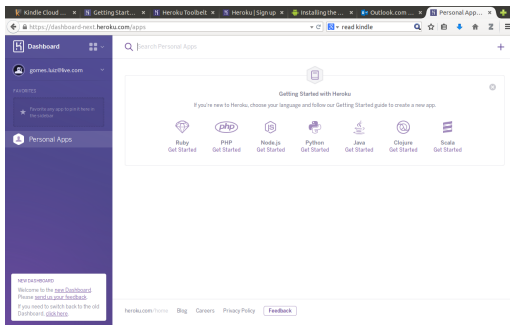 Kindle Cloud ...
Getting Start...
Heroku Toolbelt
Heroku | Sign up
Installing the ...
Outlook.com ...
Personal App...
https://dashboard-next.heroku.com/apps
read kindle
Dashboard
Search Personal Apps
gomes.luiz@live.com
FAVORITES
Favorite any app to pin it here in the sidebar.
Personal Apps
Getting Started with Heroku
If you're new to Heroku, choose your language and follow our Getting Started guide to create a new app.
php
JS
Ruby
Get Started
PHP
Get Started
Node.js
Get Started
Python
Get Started
Java
Get Started
Clojure
Get Started
Scala
Get Started
NEW DASHBOARD
Welcome to the new Dashboard.
Please send us your feedback.
If you need to switch back to the old
Dashboard, click here.
heroku.com home Blog Careers Privacy Policy Feedback